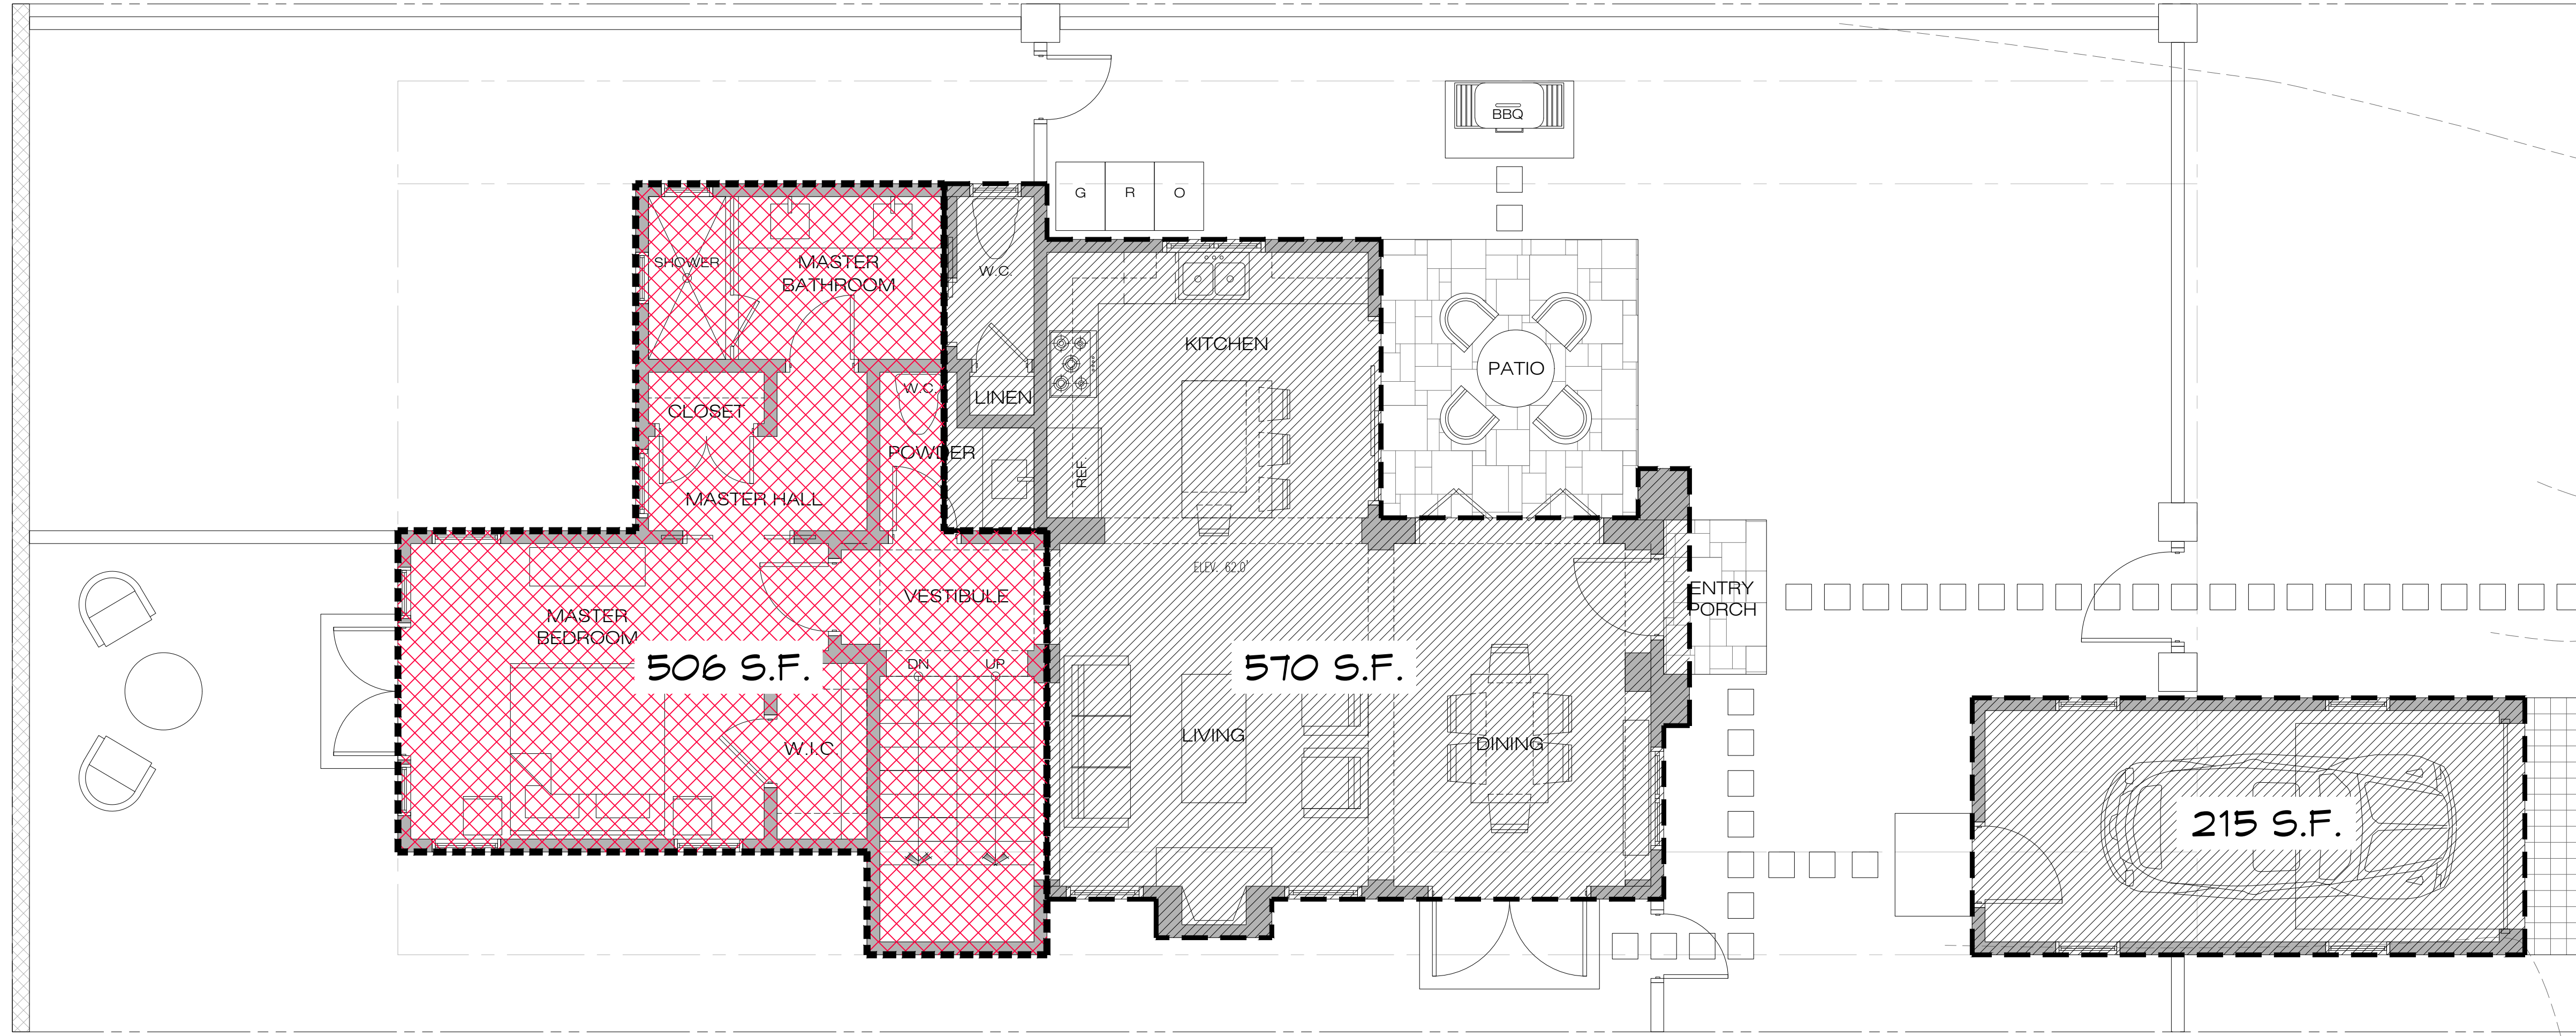 BBQ
G R O
SHOWER
MASTER
BATHROOM
W.C.
KITCHEN
PATIO
W.C.
LINEN
CLOSET
POWDER
REF.
MASTER HALL
ELEV. 62.0'
VESTIBULE
ENTRY
PORCH
MASTER
BEDROOM
506 S.F.
DN
UP
570 S.F.
LIVING
DINING
W.I.C.
215 S.F.